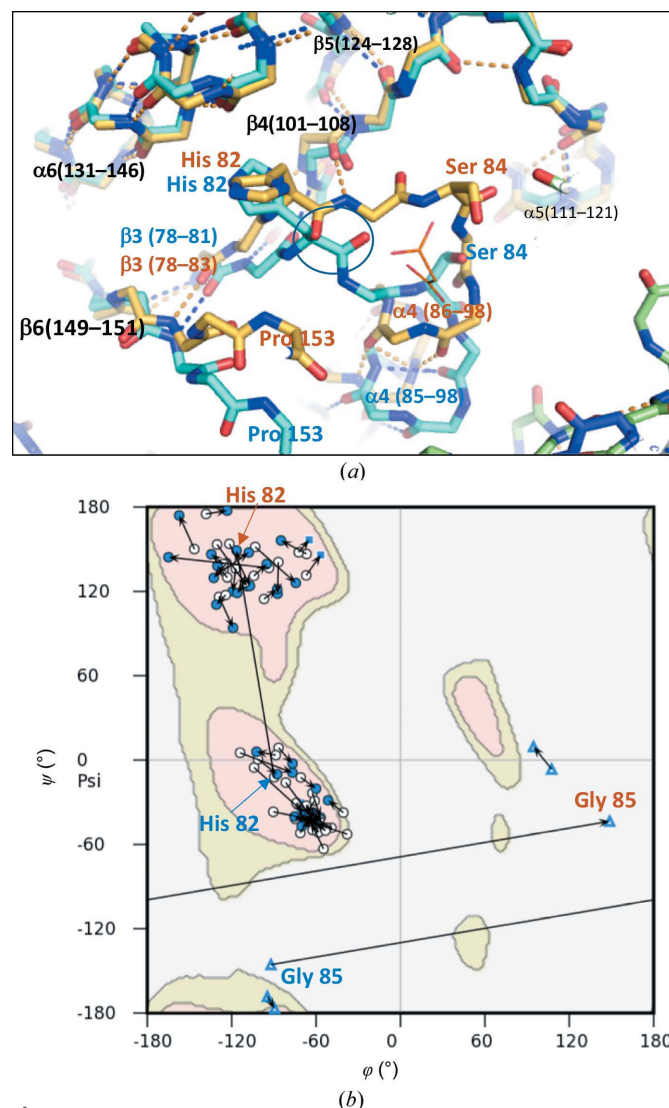 β5(124–128)
β4(101–108)
α6(131–146)
His 82
His 82
Ser 84
α5(111–121)
β3 (78–81)
β3 (78–83)
Ser 84
β6(149–151)
α4 (86–98)
Pro 153
α4 (85–98)
Pro 153
(a)
His 82
180
120
60
0
-60
-120
-180
ψ (°)
Psi
His 82
Gly 85
Gly 85
-180
-120
-60
0
60
120
180
φ (°)
(b)